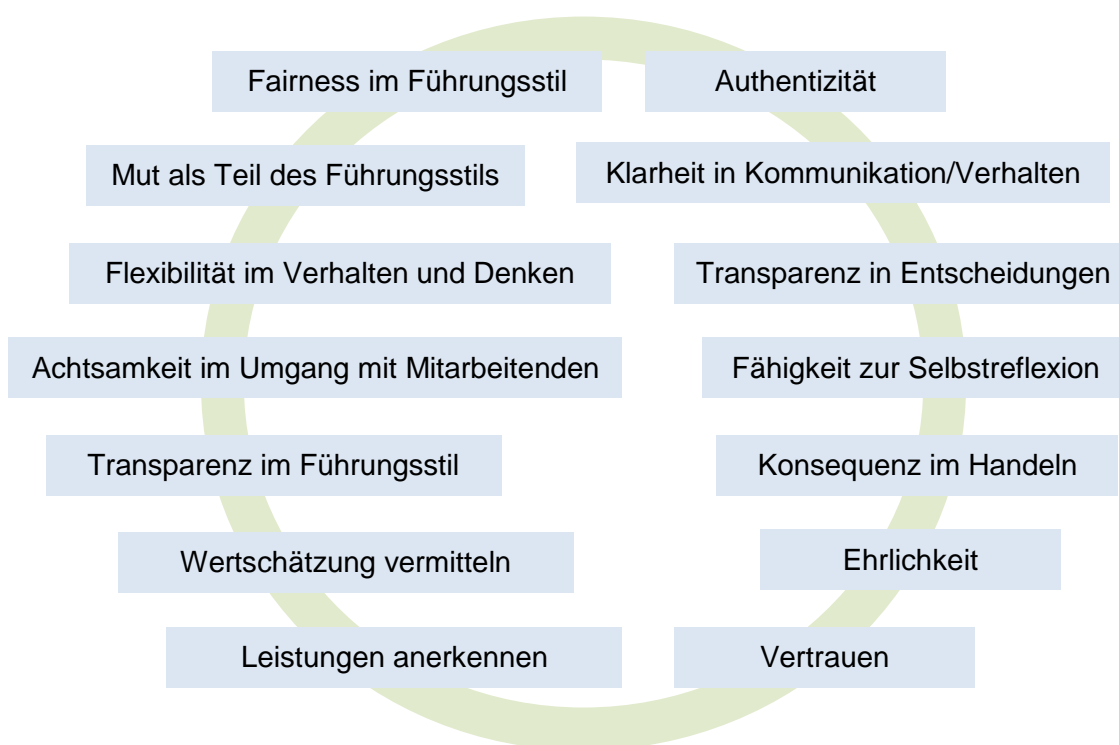 Fairness im Führungsstil
Authentizität
Mut als Teil des Führungsstils
Klarheit in Kommunikation/Verhalten
Flexibilität im Verhalten und Denken
Transparenz in Entscheidungen
Achtsamkeit im Umgang mit Mitarbeitenden
Fähigkeit zur Selbstreflexion
Transparenz im Führungsstil
Konsequenz im Handeln
Wertschätzung vermitteln
Ehrlichkeit
Leistungen anerkennen
Vertrauen